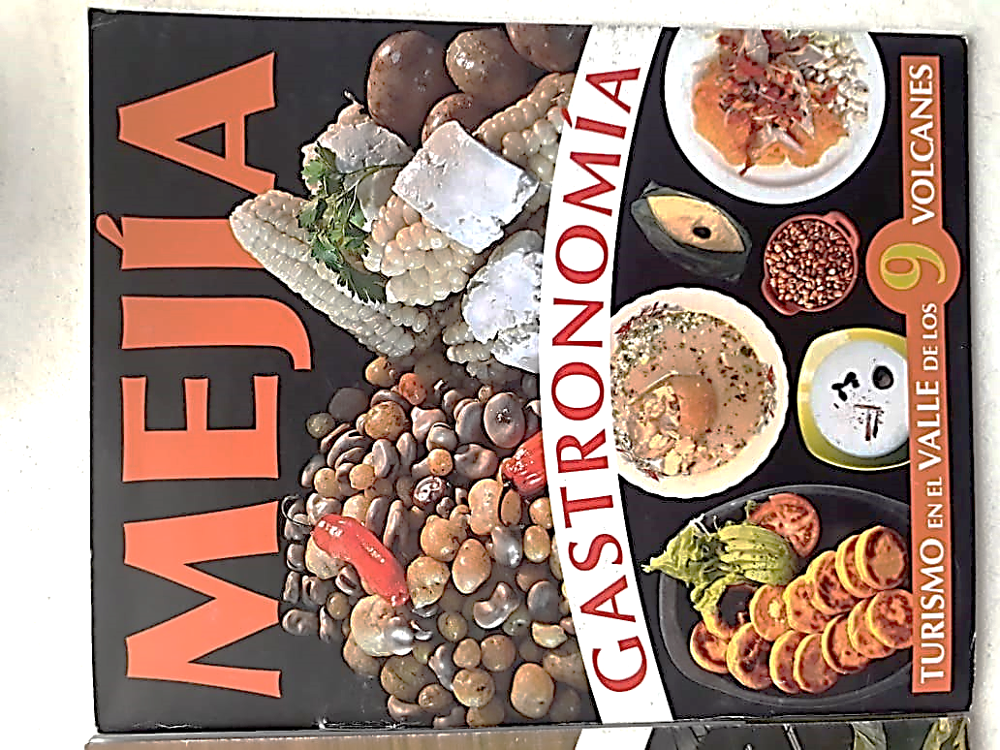 MEJÍA
GASTRONOMÍA
TURISMO EN EL VALLE DE LOS 9 VOLCANES